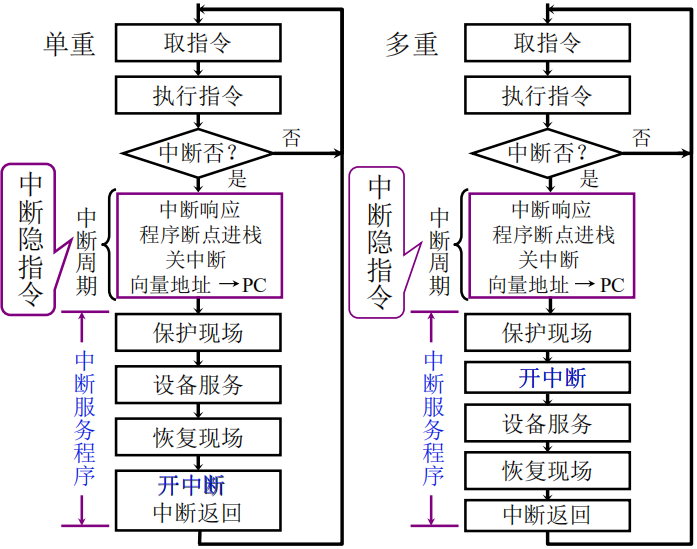 单重
取指令
执行指令
中断否？
否
是
中断隐指令
中断周期
中断响应
程序断点进栈
关中断
向量地址 → PC
中断服务程序
保护现场
设备服务
恢复现场
开中断
中断返回
多重
取指令
执行指令
中断否？
否
是
中断隐指令
中断周期
中断响应
程序断点进栈
关中断
向量地址 → PC
中断服务程序
保护现场
开中断
设备服务
恢复现场
中断返回